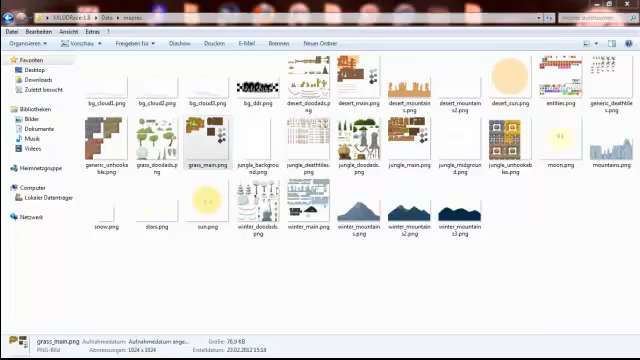 XXLDDRace-1.8 ▸ Data ▸ mapres
mapres durchsuchen
Datei Bearbeiten Ansicht Extras ?
Organisieren Vorschau Freigeben für Diashow Drucken E-Mail Brennen Neuer Ordner
Favoriten
Desktop
Downloads
Zuletzt besucht
Bibliotheken
Bilder
Dokumente
Musik
Videos
Heimnetzgruppe
Computer
Lokaler Datenträger
Netzwerk
bg_cloud1.png bg_cloud2.png bg_cloud3.png bg_ddr.png desert_doodads.png desert_main.png desert_mountains.png desert_mountains2.png desert_sun.png entities.png generic_deathtiles.png
generic_unhookable.png grass_doodads.png grass_main.png jungle_background.png jungle_deathtiles.png jungle_doodads.png jungle_main.png jungle_midground.png jungle_unhookables.png moon.png mountains.png
snow.png stars.png sun.png winter_doodads.png winter_main.png winter_mountains.png winter_mountains2.png winter_mountains3.png
grass_main.png Aufnahmedatum: Aufnahmedatum ange... Größe: 76,9 KB
PNG-Bild Abmessungen: 1024 x 1024 Erstelldatum: 23.02.2012 15:18